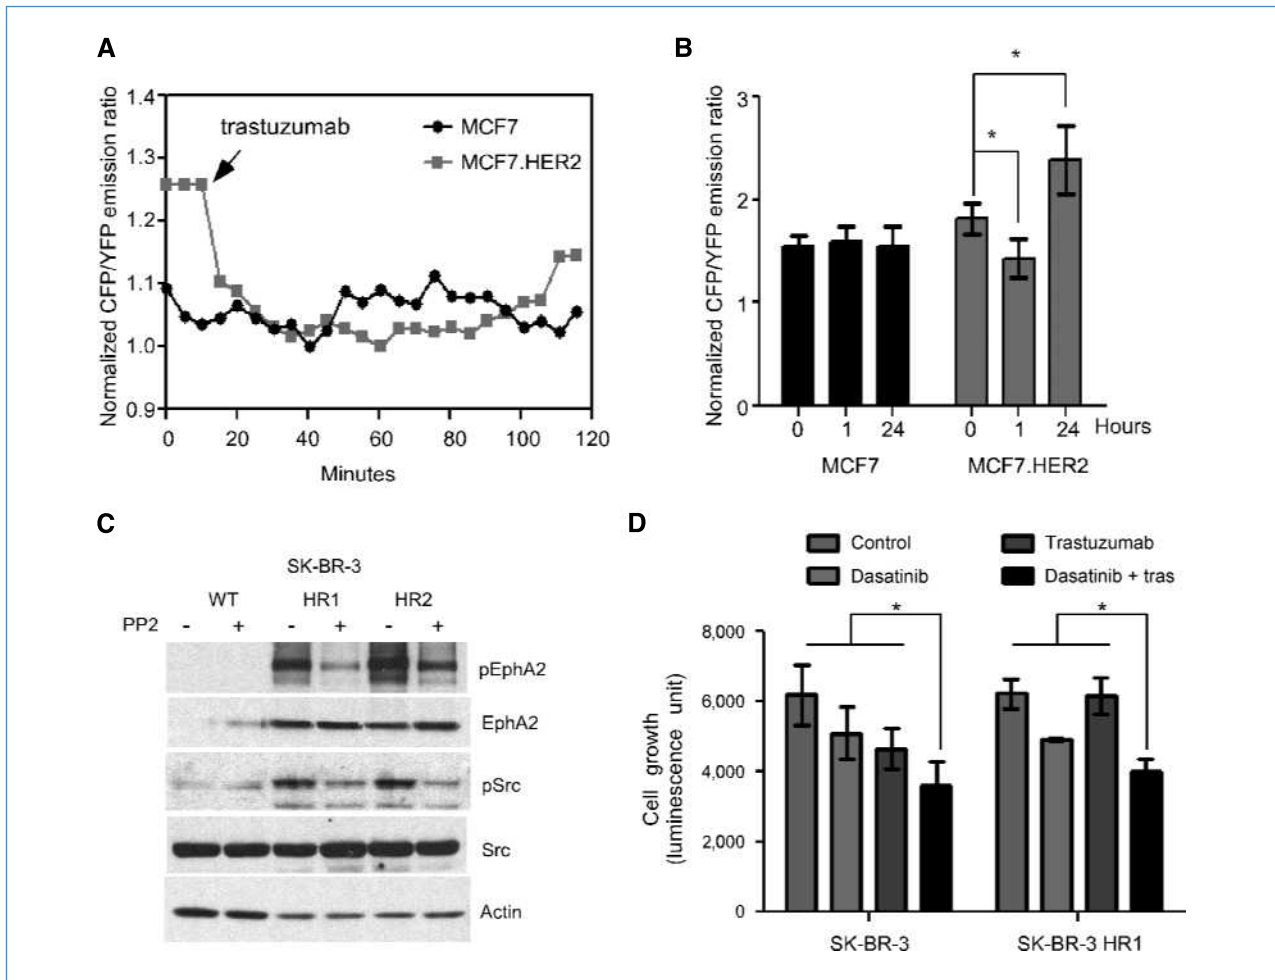 A
Normalized CFP/YFP emission ratio
1.4
1.3
1.2
1.1
1.0
0.9
trastuzumab
MCF7
MCF7.HER2
0 20 40 60 80 100 120
Minutes
B
Normalized CFP/YFP emission ratio
3
2
1
0
*
*
0 1 24 0 1 24 Hours
MCF7 MCF7.HER2
C
SK-BR-3
WT HR1 HR2
PP2 - + - + - +
pEphA2
EphA2
pSrc
Src
Actin
D
Control Trastuzumab
Dasatinib Dasatinib + tras
Cell growth
(luminescence unit)
8,000
6,000
4,000
2,000
0
* *
SK-BR-3 SK-BR-3 HR1